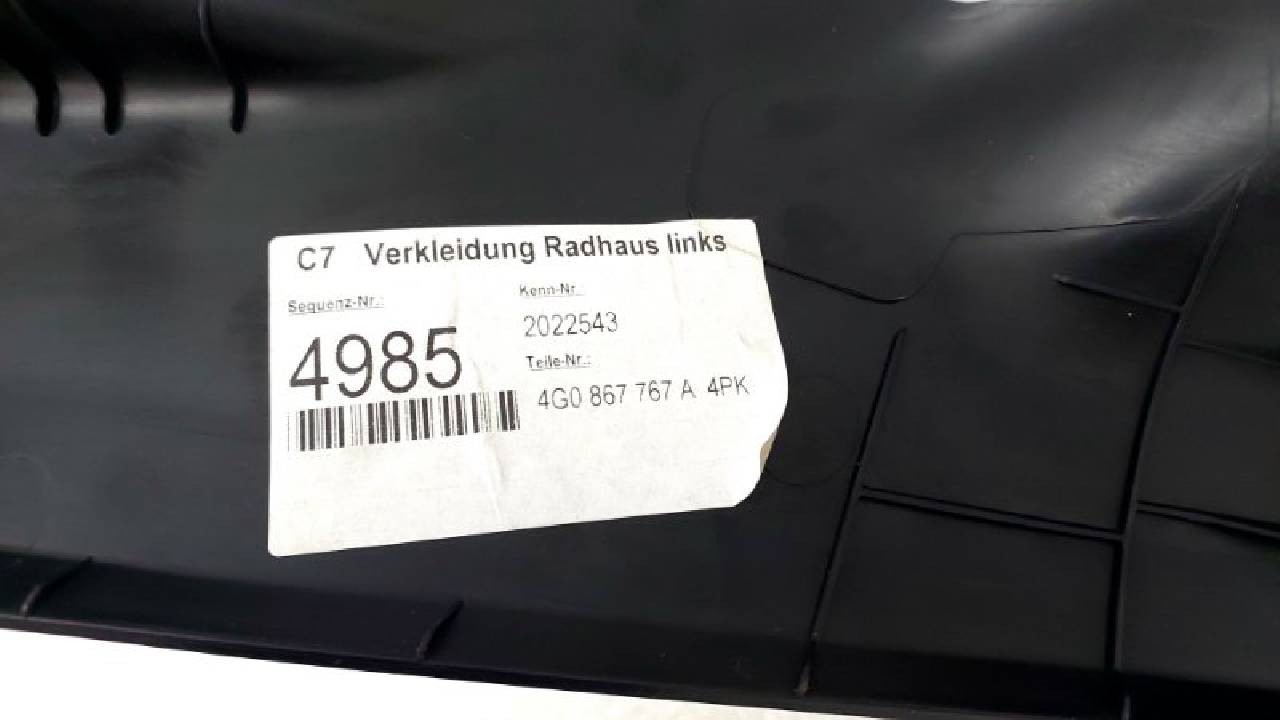 C7 Verkleidung Radhaus links
Sequenz-Nr.:
4985
Kenn-Nr.:
2022543
Teile-Nr.:
4G0 867 767 A 4PK